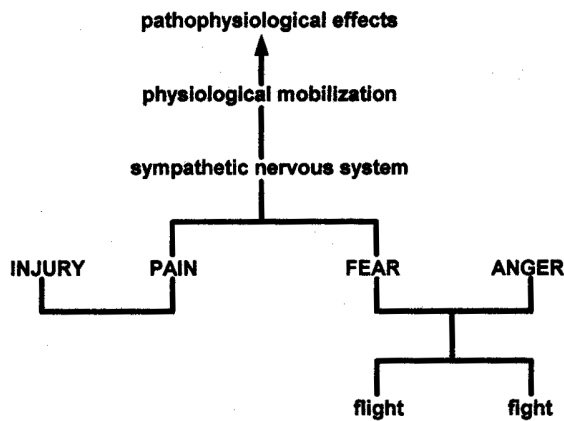 pathophysiological effects
physiological mobilization
sympathetic nervous system
INJURY PAIN FEAR ANGER
flight fight